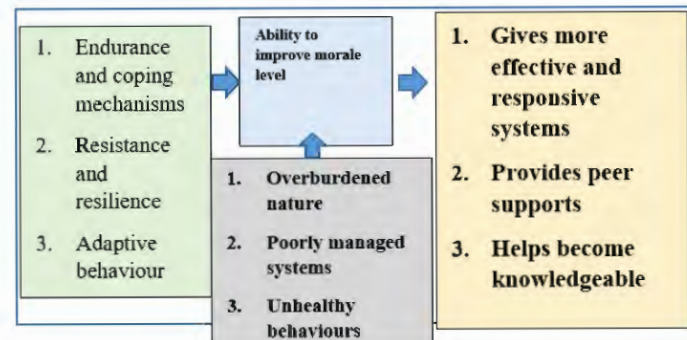 1. Endurance
and coping
mechanisms
2. Resistance
and
resilience
3. Adaptive
behaviour
Ability to
improve morale
level
1. Overburdened
nature
2. Poorly managed
systems
3. Unhealthy
behaviours
1. Gives more
effective and
responsive
systems
2. Provides peer
supports
3. Helps become
knowledgeable